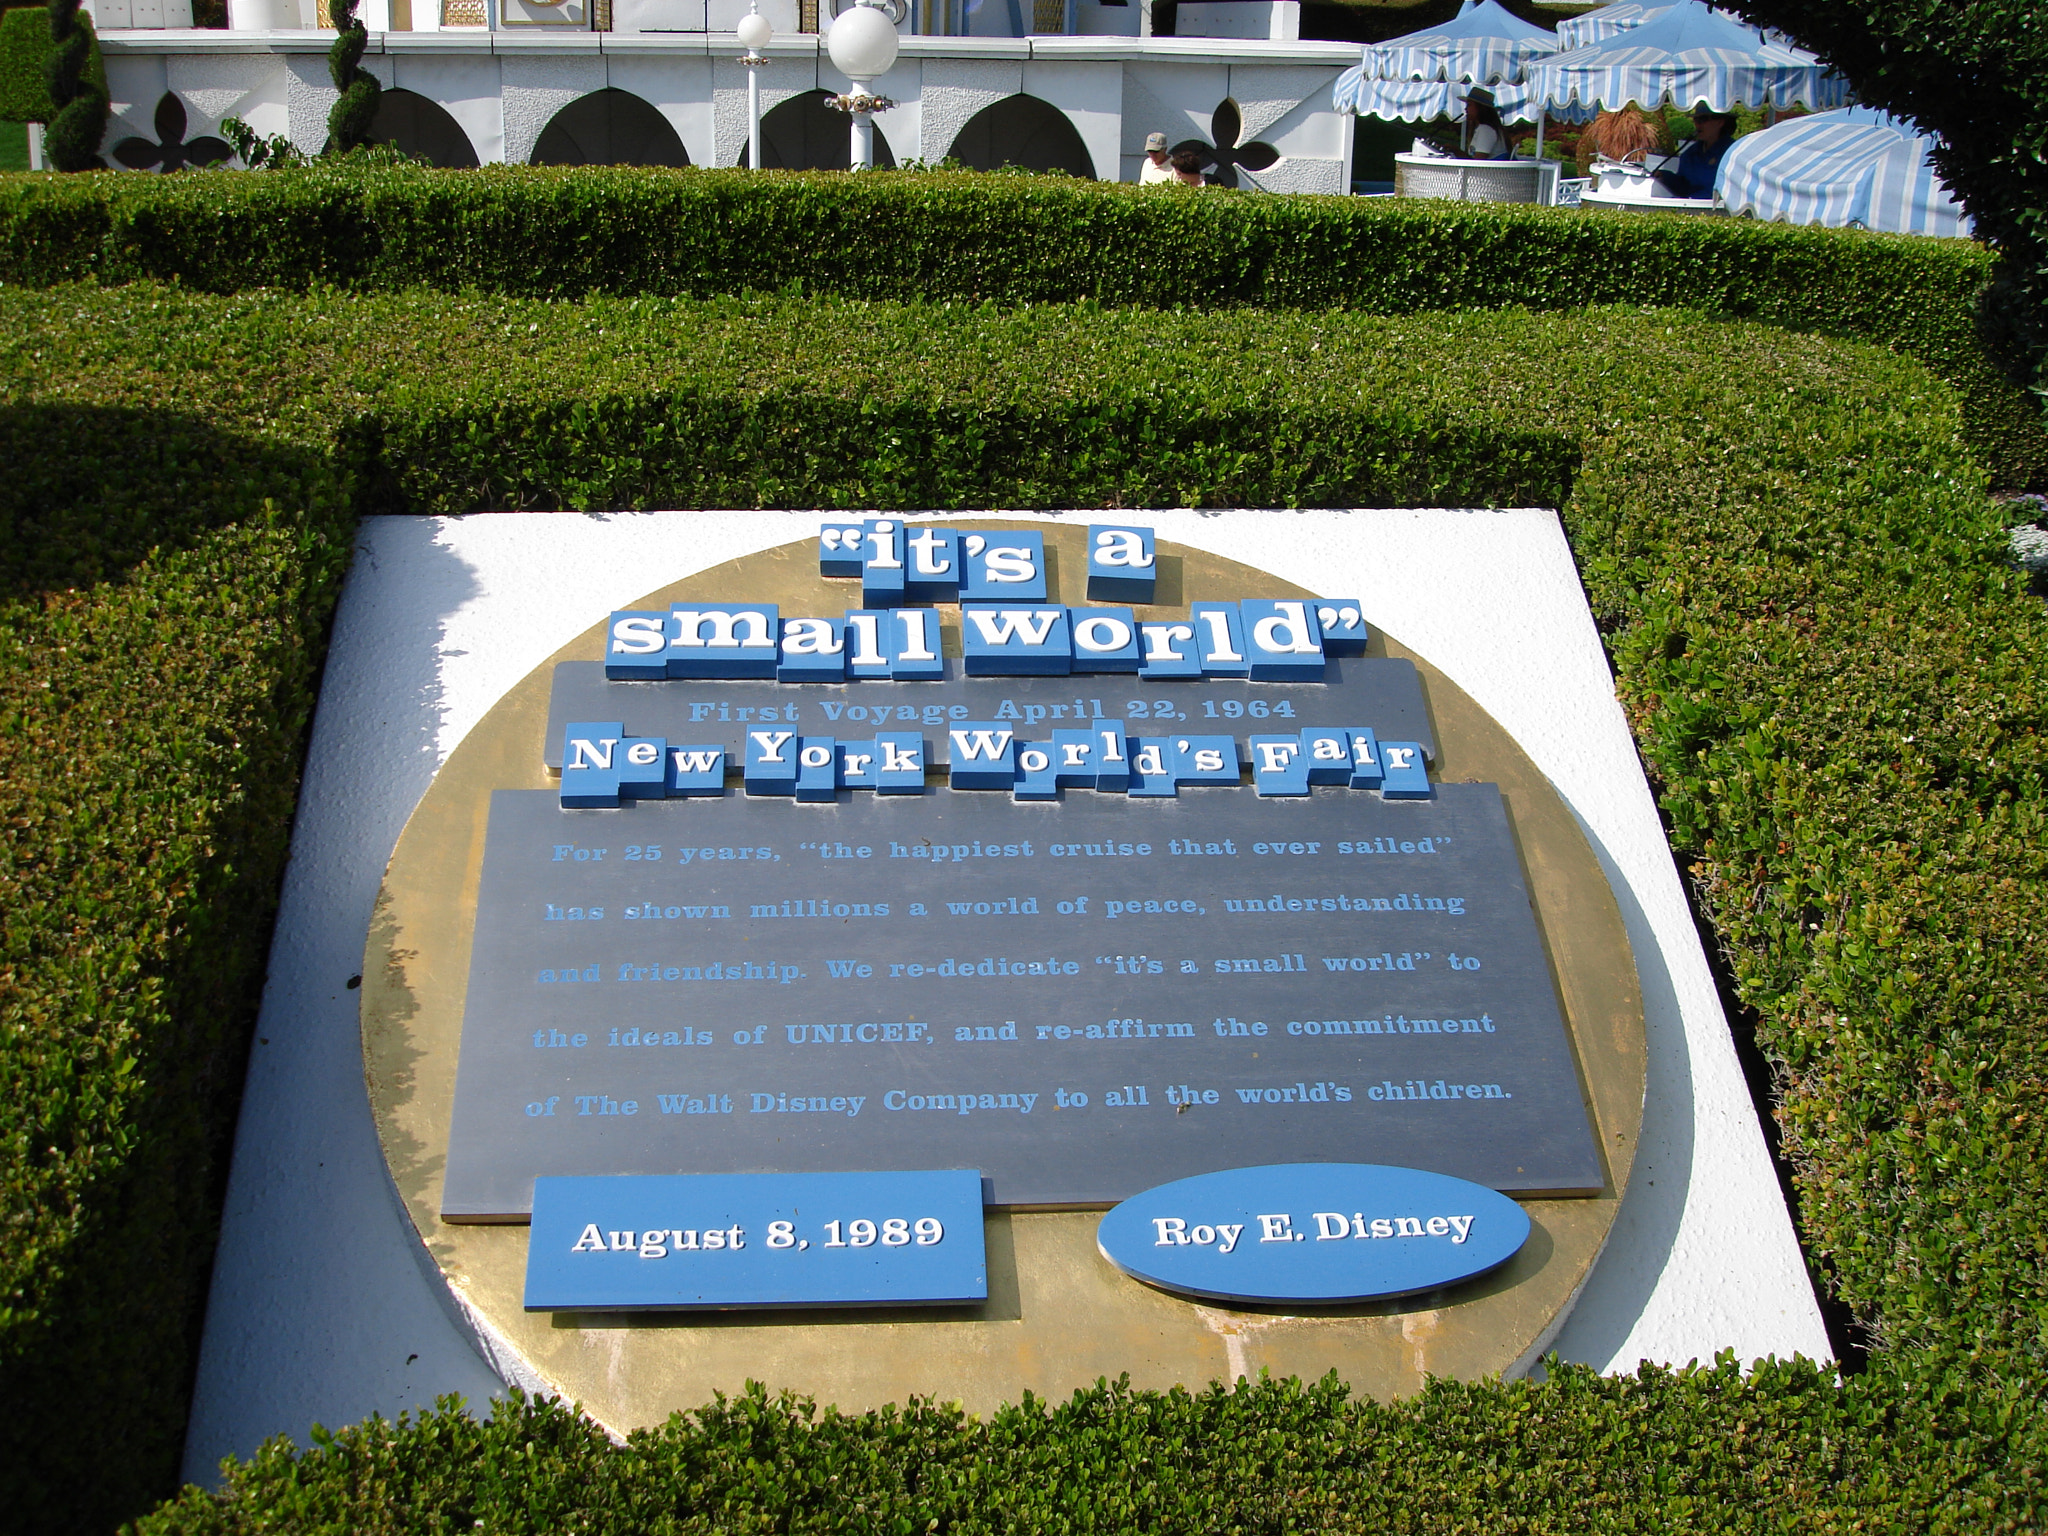 “it’s a
small world”
First Voyage April 22, 1964
New York World’s Fair
For 25 years, “the happiest cruise that ever sailed”
has shown millions a world of peace, understanding
and friendship. We re-dedicate “it’s a small world” to
the ideals of UNICEF, and re-affirm the commitment
of The Walt Disney Company to all the world’s children.
August 8, 1989
Roy E. Disney